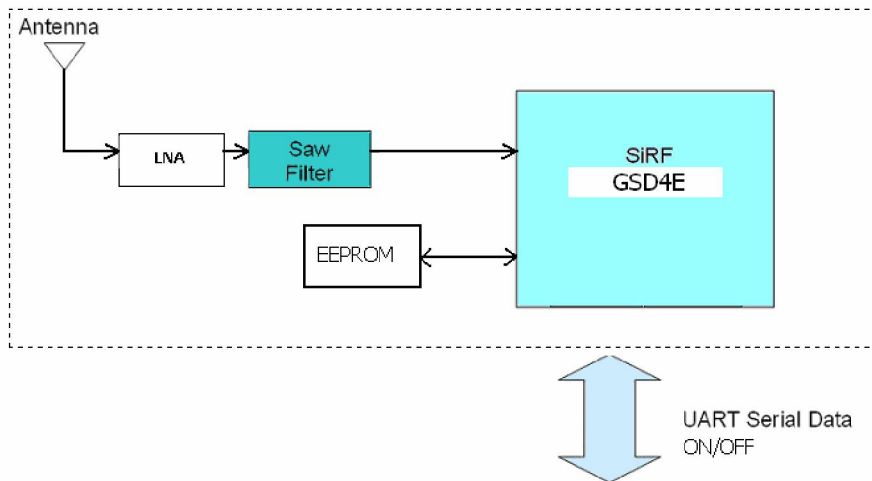 Antenna
LNA
Saw
Filter
SiRF
GSD4E
EEPROM
UART Serial Data
ON/OFF